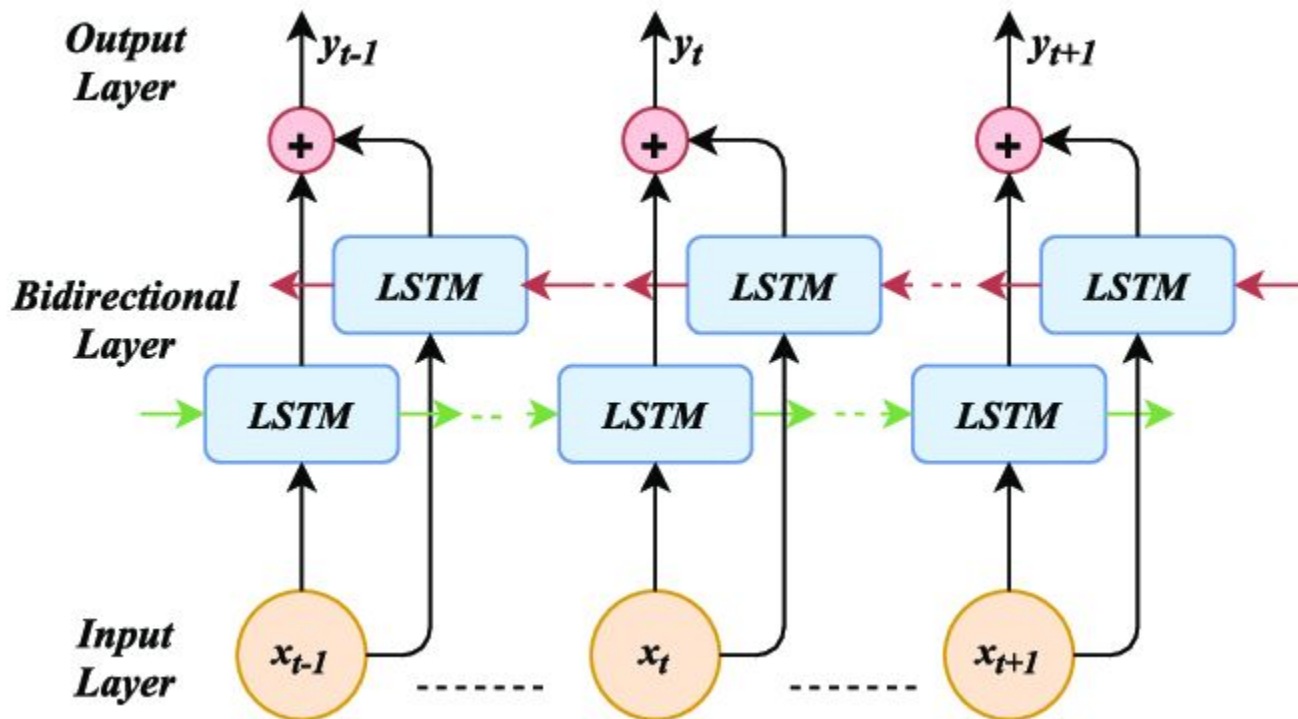 Output
Layer
y_{t-1}
y_t
y_{t+1}
+
+
+
LSTM
LSTM
LSTM
Bidirectional
Layer
LSTM
LSTM
LSTM
Input
Layer
x_{t-1}
x_t
x_{t+1}